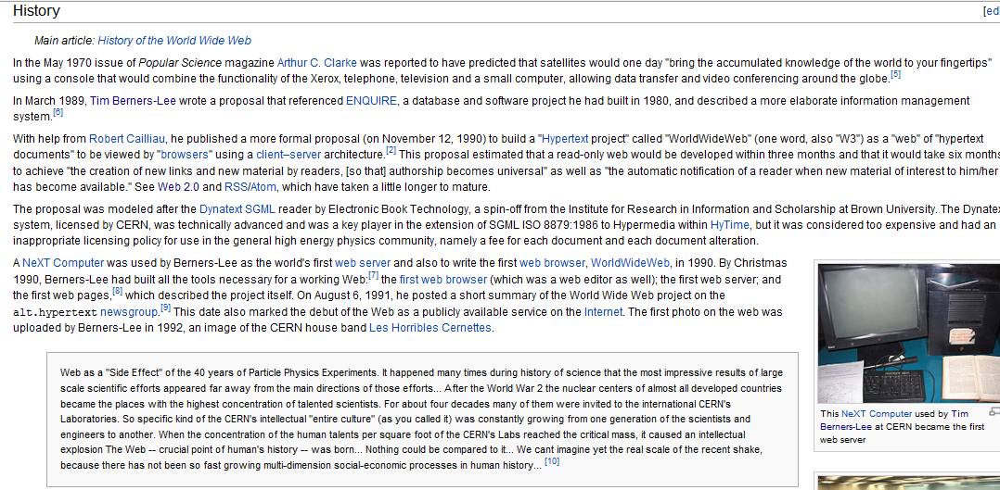 History
[ed
Main article: History of the World Wide Web
In the May 1970 issue of Popular Science magazine Arthur C. Clarke was reported to have predicted that satellites would one day "bring the accumulated knowledge of the world to your fingertips"
using a console that would combine the functionality of the Xerox, telephone, television and a small computer, allowing data transfer and video conferencing around the globe.[5]
In March 1989, Tim Berners-Lee wrote a proposal that referenced ENQUIRE, a database and software project he had built in 1980, and described a more elaborate information management
system.[6]
With help from Robert Cailliau, he published a more formal proposal (on November 12, 1990) to build a "Hypertext project" called "WorldWideWeb" (one word, also "W3") as a "web" of "hypertext
documents" to be viewed by "browsers" using a client–server architecture.[2] This proposal estimated that a read-only web would be developed within three months and that it would take six months
to achieve "the creation of new links and new material by readers, [so that] authorship becomes universal" as well as "the automatic notification of a reader when new material of interest to him/her
has become available." See Web 2.0 and RSS/Atom, which have taken a little longer to mature.
The proposal was modeled after the Dynatext SGML reader by Electronic Book Technology, a spin-off from the Institute for Research in Information and Scholarship at Brown University. The Dynatex
system, licensed by CERN, was technically advanced and was a key player in the extension of SGML ISO 8879:1986 to Hypermedia within HyTime, but it was considered too expensive and had an
inappropriate licensing policy for use in the general high energy physics community, namely a fee for each document and each document alteration.
A NeXT Computer was used by Berners-Lee as the world's first web server and also to write the first web browser, WorldWideWeb, in 1990. By Christmas
1990, Berners-Lee had built all the tools necessary for a working Web:[7] the first web browser (which was a web editor as well); the first web server; and
the first web pages,[8] which described the project itself. On August 6, 1991, he posted a short summary of the World Wide Web project on the
alt.hypertext newsgroup.[9] This date also marked the debut of the Web as a publicly available service on the Internet. The first photo on the web was
uploaded by Berners-Lee in 1992, an image of the CERN house band Les Horribles Cernettes.
Web as a "Side Effect" of the 40 years of Particle Physics Experiments. It happened many times during history of science that the most impressive results of large
scale scientific efforts appeared far away from the main directions of those efforts... After the World War 2 the nuclear centers of almost all developed countries
became the places with the highest concentration of talented scientists. For about four decades many of them were invited to the international CERN's
Laboratories. So specific kind of the CERN's intellectual "entire culture" (as you called it) was constantly growing from one generation of the scientists and
engineers to another. When the concentration of the human talents per square foot of the CERN's Labs reached the critical mass, it caused an intellectual
explosion The Web -- crucial point of human's history -- was born... Nothing could be compared to it... We cant imagine yet the real scale of the recent shake,
because there has not been so fast growing multi-dimension social-economic processes in human history... [10]
This NeXT Computer used by Tim
Berners-Lee at CERN became the first
web server